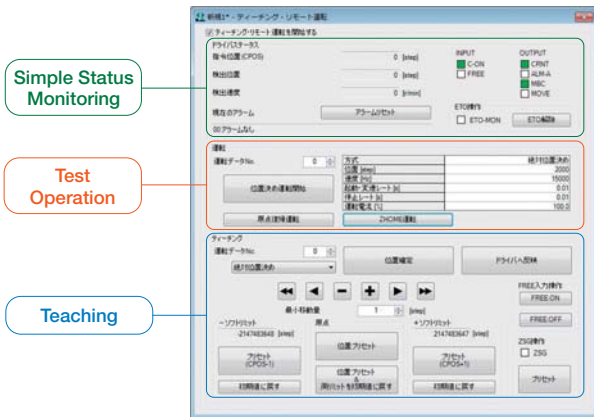 新規1* - ティーチング・リモート運転
ティーチング・リモート運転を開始する
Simple Status
Monitoring
ドライバステータス
指令位置(CPOS)
0 [step]
検出位置
0 [step]
検出速度
0 [r/min]
現在のアラーム
アラームリセット
00:アラームなし
INPUT
C-ON
FREE
OUTPUT
CRNT
ALM-A
MBC
MOVE
ETO操作
ETO-MON
ETO解除
Test
Operation
運転
運転データNo.
0
位置決め運転開始
原点復帰運転
方式 絶対位置決め
位置 [step] 2000
速度 [Hz] 15000
起動・変速レート [s] 0.01
停止レート [s] 0.01
運転電流 [%] 100.0
ZHOME運転
Teaching
ティーチング
運転データNo.
0
絶対位置決め
位置確定
ドライバへ反映
最小移動量
1 [step]
-ソフトリミット
-2147483648 [step]
プリセット
(CPOS-1)
初期値に戻す
原点
位置プリセット
位置プリセット
&
+ソフトリミット
2147483647 [step]
プリセット
(CPOS+1)
初期値に戻す
FREE入力操作
FREE:ON
FREE:OFF
ZSG操作
ZSG
プリセット